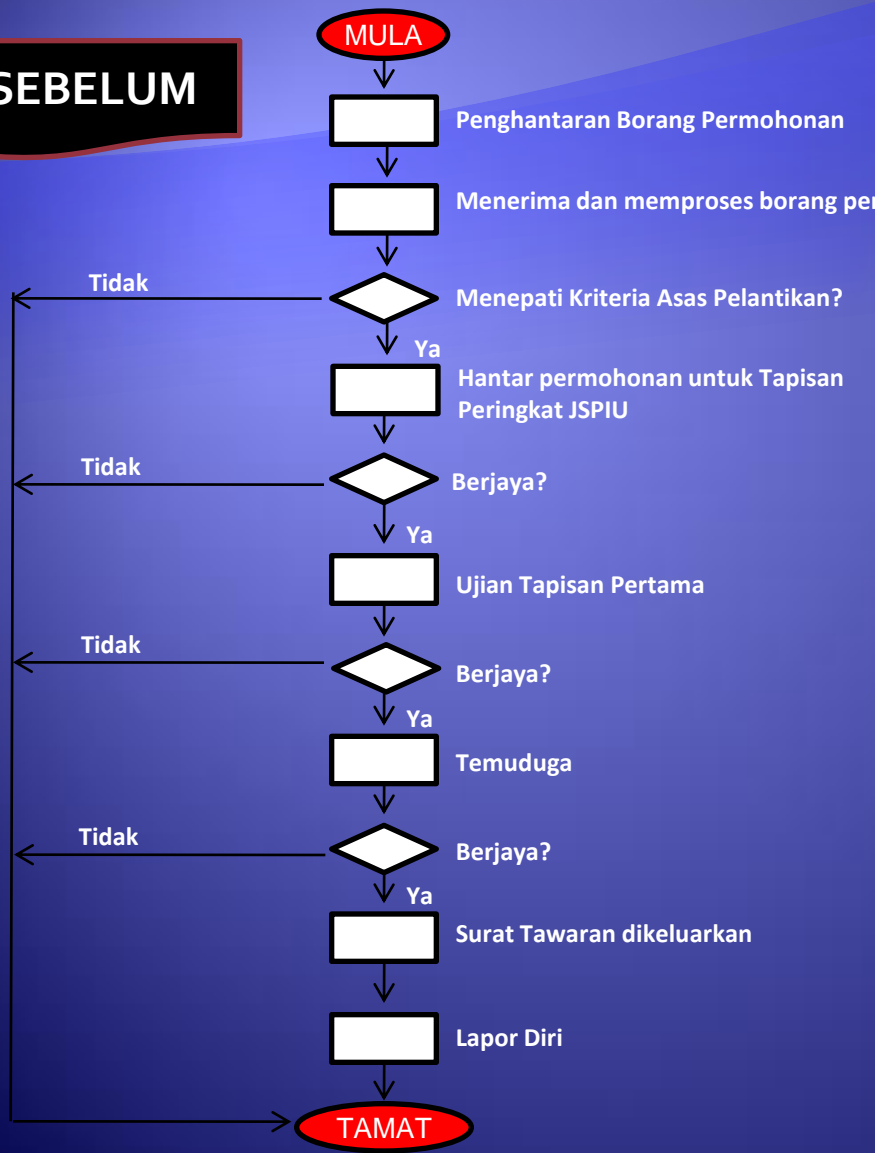 MULA
SEBELUM
Penghantaran Borang Permohonan
Menerima dan memproses borang
Tidak
Menepati Kriteria Asas Pelantikan?
Ya
Hantar permohonan untuk Tapisan
Peringkat JSPIU
Tidak
Berjaya?
Ya
Ujian Tapisan Pertama
Tidak
Berjaya?
Ya
Temuduga
Tidak
Berjaya?
Ya
Surat Tawaran dikeluarkan
Lapor Diri
TAMAT